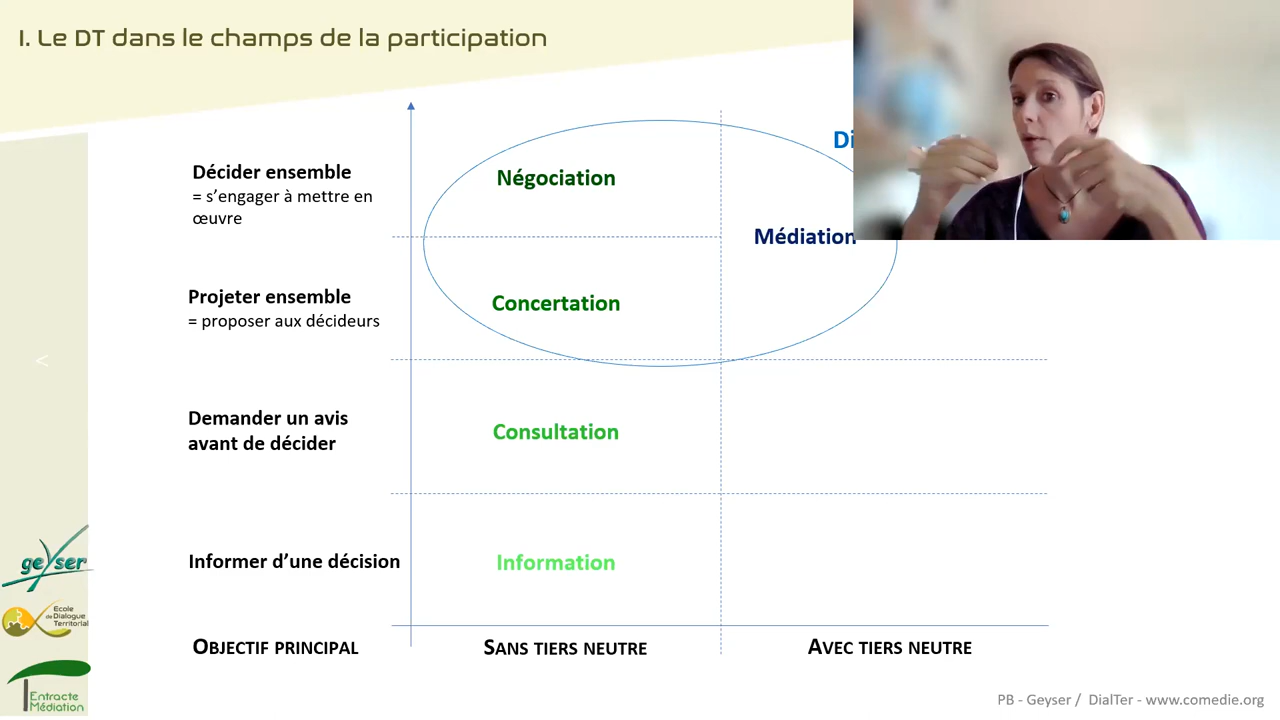 I. Le DT dans le champs de la participation
Di
Décider ensemble
= s'engager à mettre en
œuvre
Négociation
Médiation
Projeter ensemble
= proposer aux décideurs
Concertation
<
Demander un avis
avant de décider
Consultation
Informer d'une décision
Information
OBJECTIF PRINCIPAL
SANS TIERS NEUTRE
AVEC TIERS NEUTRE
geyser
Ecole
de Dialogue
Territorial
Entracte
Médiation
PB - Geyser / DialTer - www.comedie.org